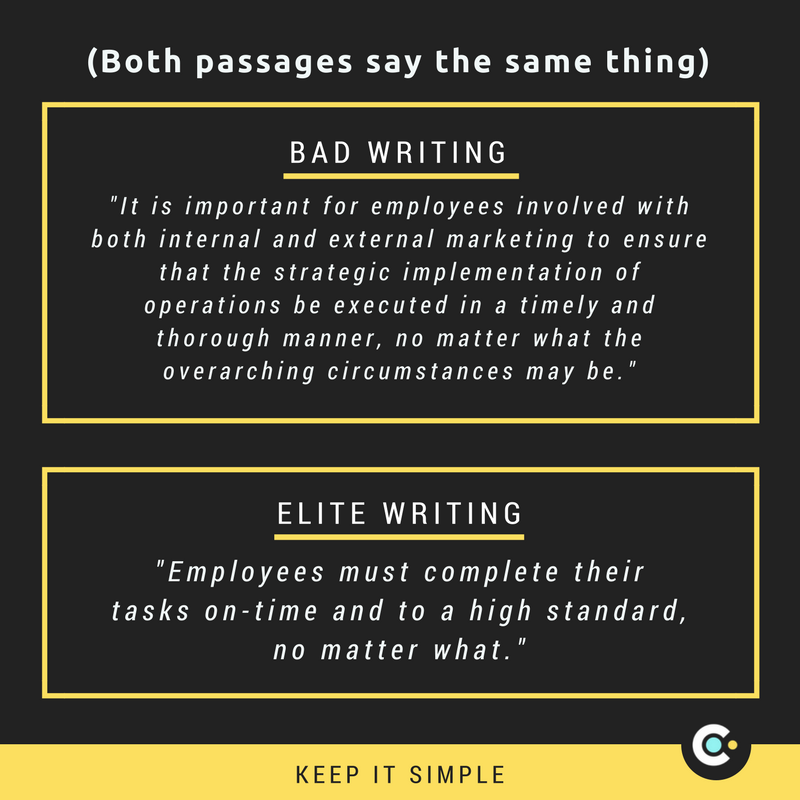 (Both passages say the same thing)
BAD WRITING
"It is important for employees involved with
both internal and external marketing to ensure
that the strategic implementation of
operations be executed in a timely and
thorough manner, no matter what the
overarching circumstances may be."
ELITE WRITING
"Employees must complete their
tasks on-time and to a high standard,
no matter what."
KEEP IT SIMPLE